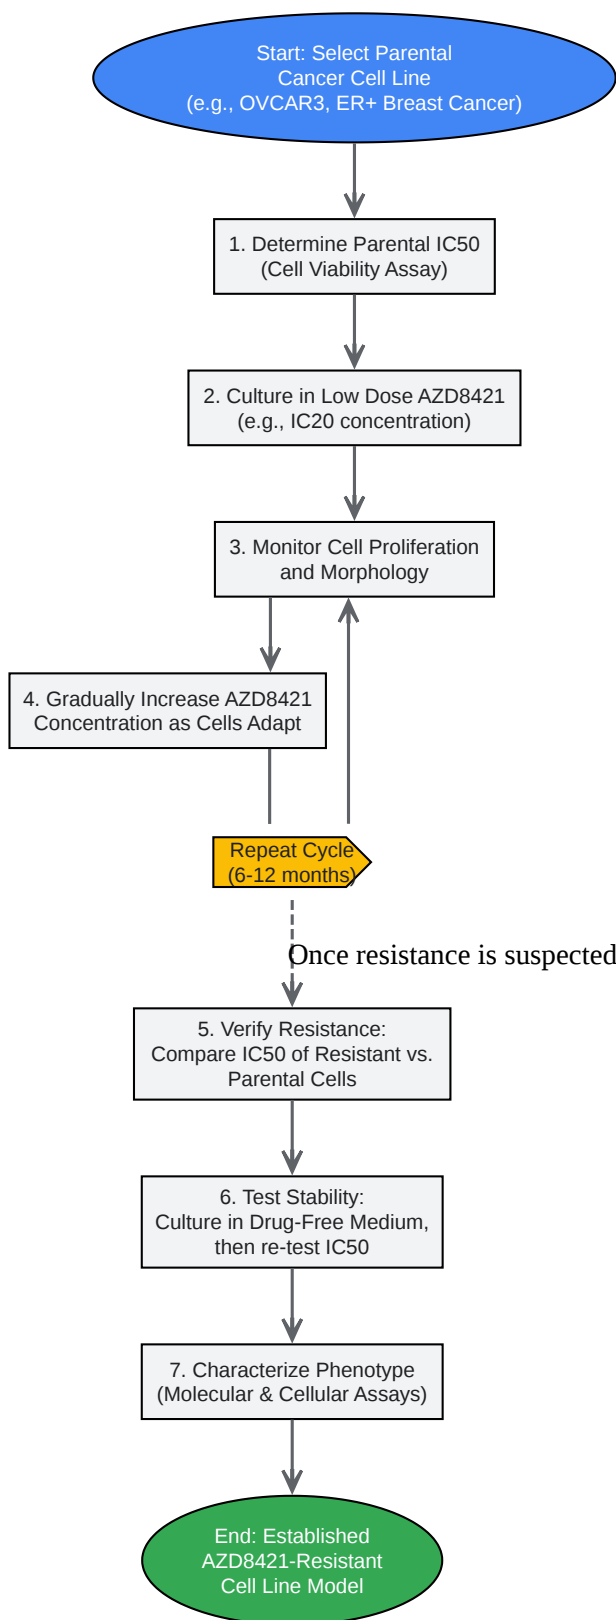 Start: Select Parental
Cancer Cell Line
(e.g., OVCAR3, ER+ Breast Cancer)
1. Determine Parental IC50
(Cell Viability Assay)
2. Culture in Low Dose AZD8421
(e.g., IC20 concentration)
3. Monitor Cell Proliferation
and Morphology
4. Gradually Increase AZD8421
Concentration as Cells Adapt
Repeat Cycle
(6-12 months)
Once resistance is suspected
5. Verify Resistance:
Compare IC50 of Resistant vs.
Parental Cells
6. Test Stability:
Culture in Drug-Free Medium,
then re-test IC50
7. Characterize Phenotype
(Molecular & Cellular Assays)
End: Established
AZD8421-Resistant
Cell Line Model